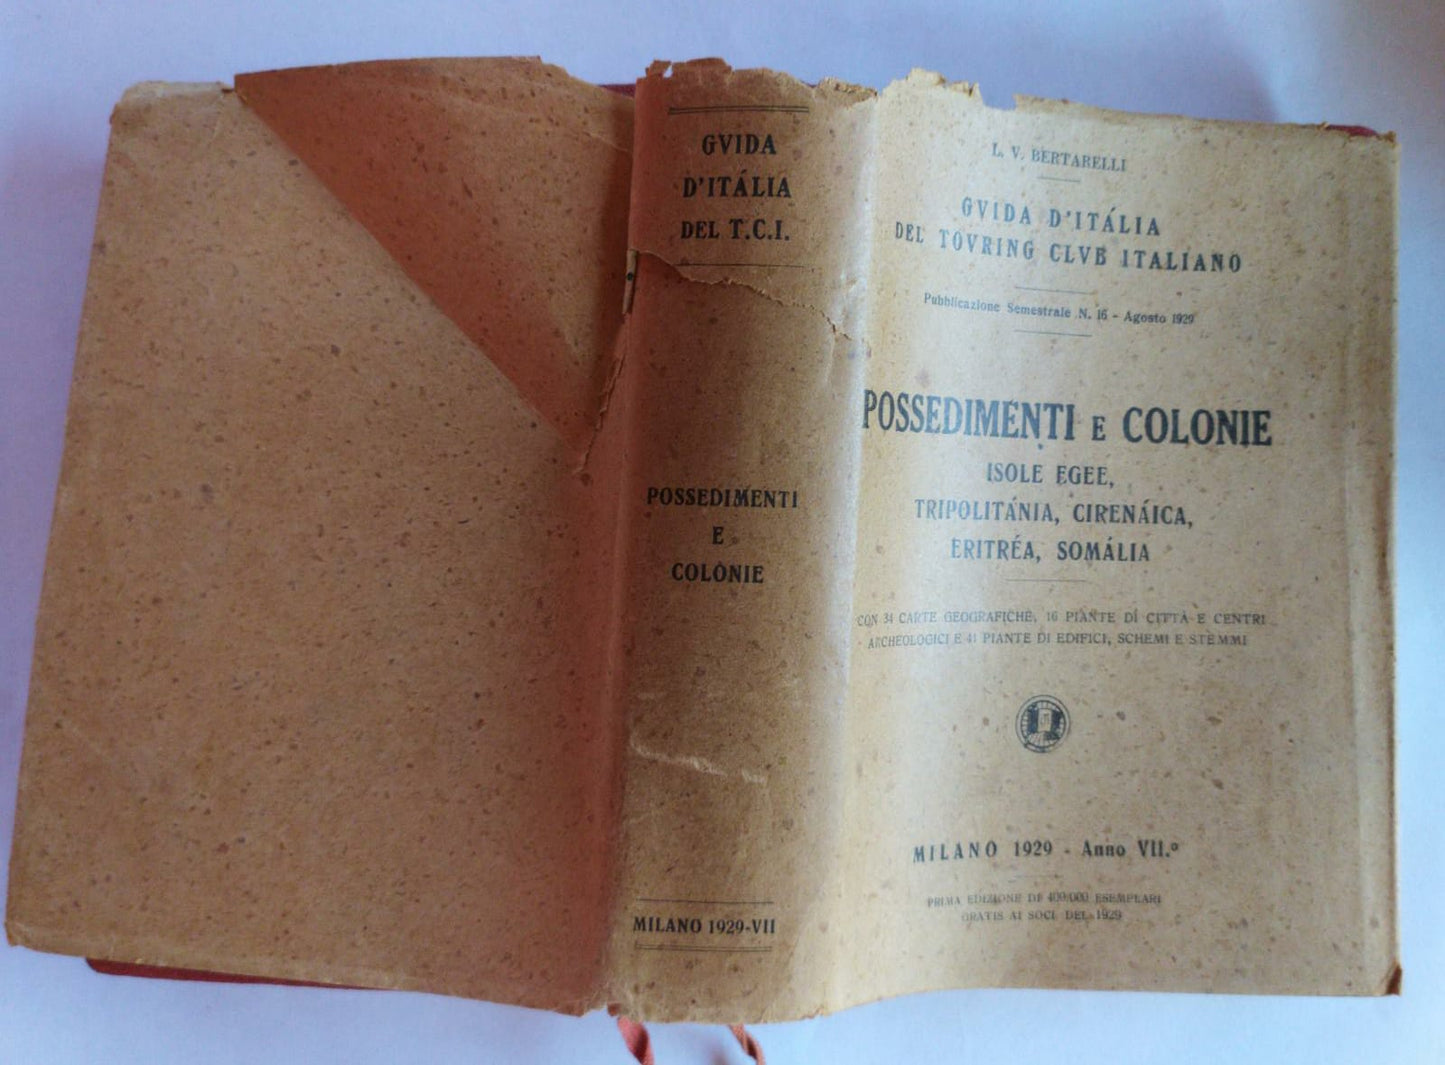 GVIDA
D'ITÁLIA
DEL T.C.I.
POSSEDIMENTI
E
COLONIE
MILANO 1929-VII
L. V. BERTARELLI
GVIDA D'ITÁLIA
DEL TOVRING CLVB ITALIANO
Pubblicazione Semestrale N. 16 - Agosto 1929
POSSEDIMENTI E COLONIE
ISOLE EGEE,
TRIPOLITÁNIA, CIRENÁICA,
ERITRÉA, SOMÁLIA
CON 34 CARTE GEOGRAFICHE, 16 PIANTE DI CITTÀ E CENTRI
ARCHEOLOGICI E 41 PIANTE DI EDIFICI, SCHEMI E STEMMI
MILANO 1929 - Anno VII.º
PRIMA EDIZIONE DI 400.000 ESEMPLARI
GRATIS AI SOCI DEL 1929